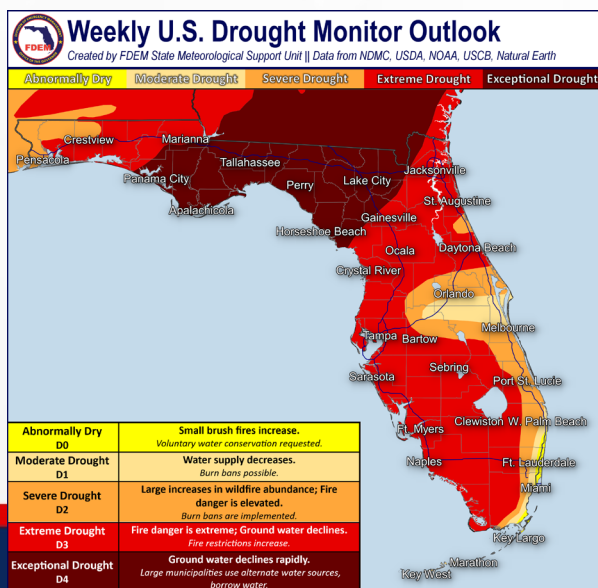 Weekly U.S. Drought Monitor Outlook
Created by FDEM State Meteorological Support Unit || Data from NDMC, USDA, NOAA, USCB, Natural Earth
FDEM
Abnormally Dry Moderate Drought Severe Drought Extreme Drought Exceptional Drought
Crestview
Marianna
Pensacola
Tallahassee
Panama City
Perry
Lake City
Jacksonville
Apalachicola
St. Augustine
Gainesville
Horseshoe Beach
Ocala
Daytona Beach
Crystal River
Orlando
Melbourne
Tampa
Bartow
Sebring
Sarasota
Port St. Lucie
Clewiston
W. Palm Beach
Ft. Myers
Naples
Ft. Lauderdale
Miami
Key Largo
Marathon
Key West
Abnormally Dry
D0
Small brush fires increase.
Voluntary water conservation requested.
Moderate Drought
D1
Water supply decreases.
Burn bans possible.
Severe Drought
D2
Large increases in wildfire abundance; Fire
danger is elevated.
Burn bans are implemented.
Extreme Drought
D3
Fire danger is extreme; Ground water declines.
Fire restrictions increase.
Exceptional Drought
D4
Ground water declines rapidly.
Large municipalities use alternate water sources,
borrow water.